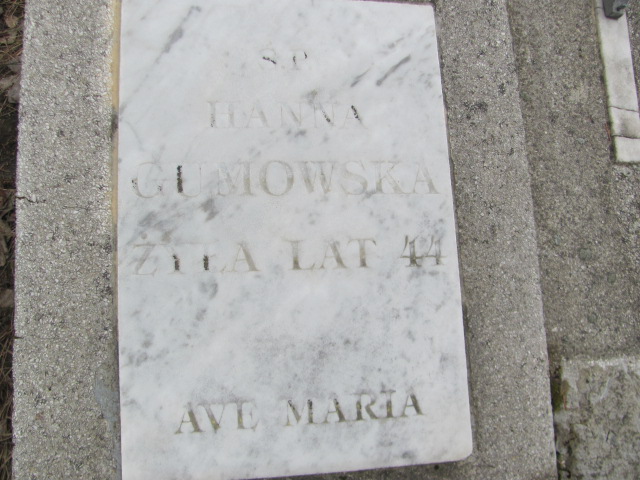 ŚP
HANNA
GUMOWSKA
ŻYŁA LAT 44
AVE MARIA